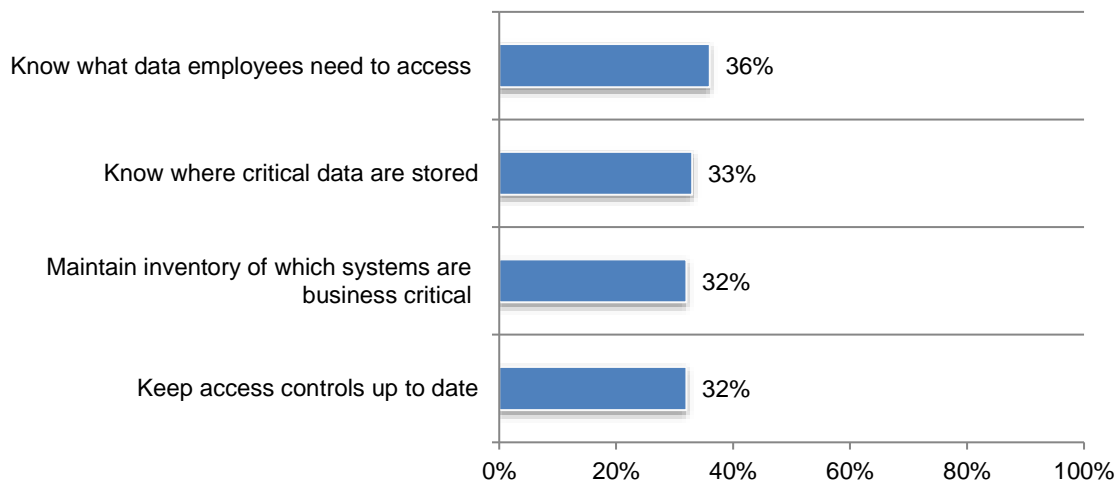 Know what data employees need to access
36%
Know where critical data are stored
33%
Maintain inventory of which systems are
business critical
32%
Keep access controls up to date
32%
0%
20%
40%
60%
80%
100%